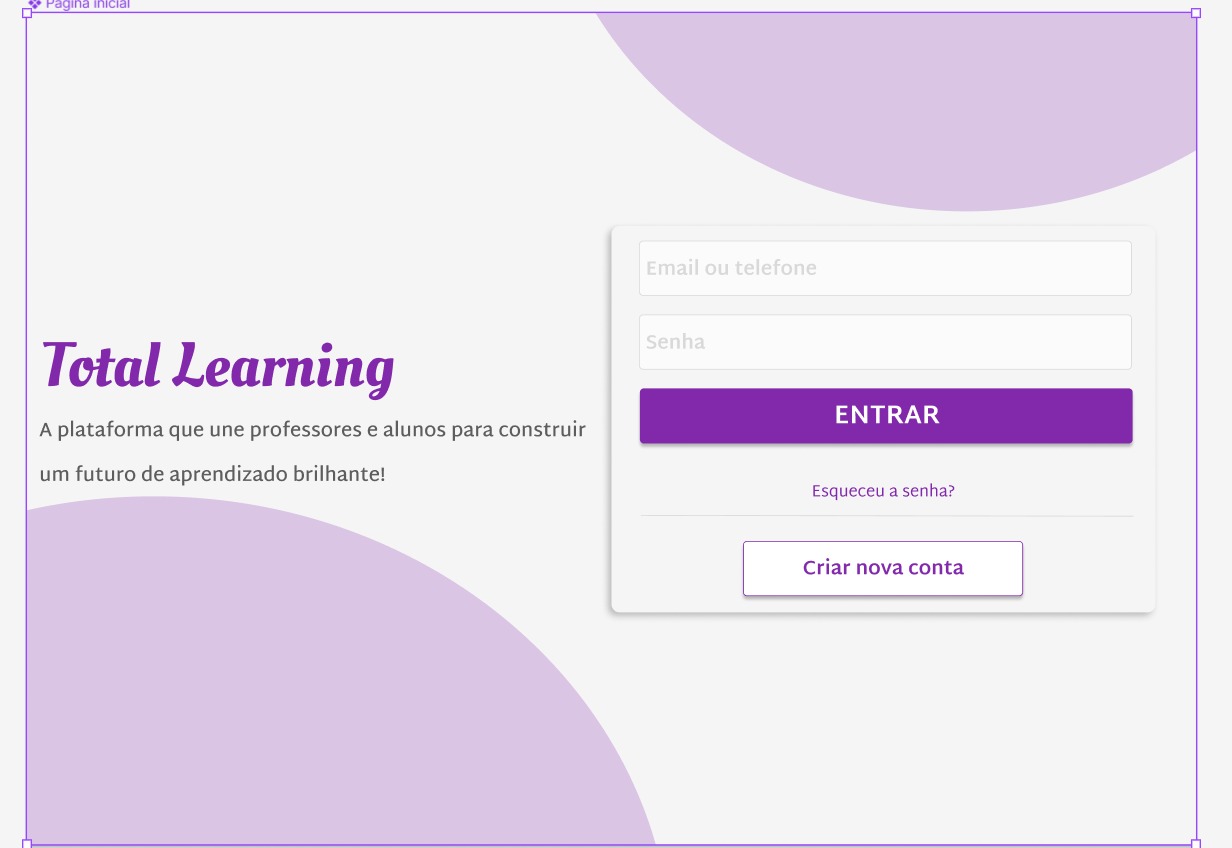 Página inicial
Total Learning
A plataforma que une professores e alunos para construir
um futuro de aprendizado brilhante!
Email ou telefone
Senha
ENTRAR
Esqueceu a senha?
Criar nova conta